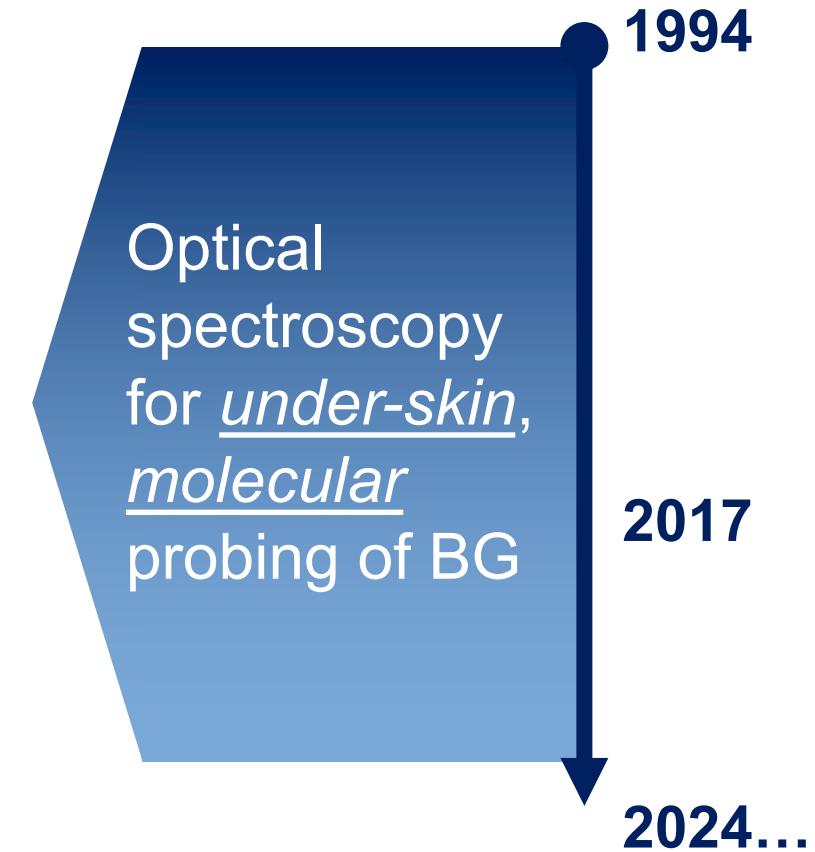 1994
Optical
spectroscopy
for under-skin,
molecular
probing of BG
2017
2024…